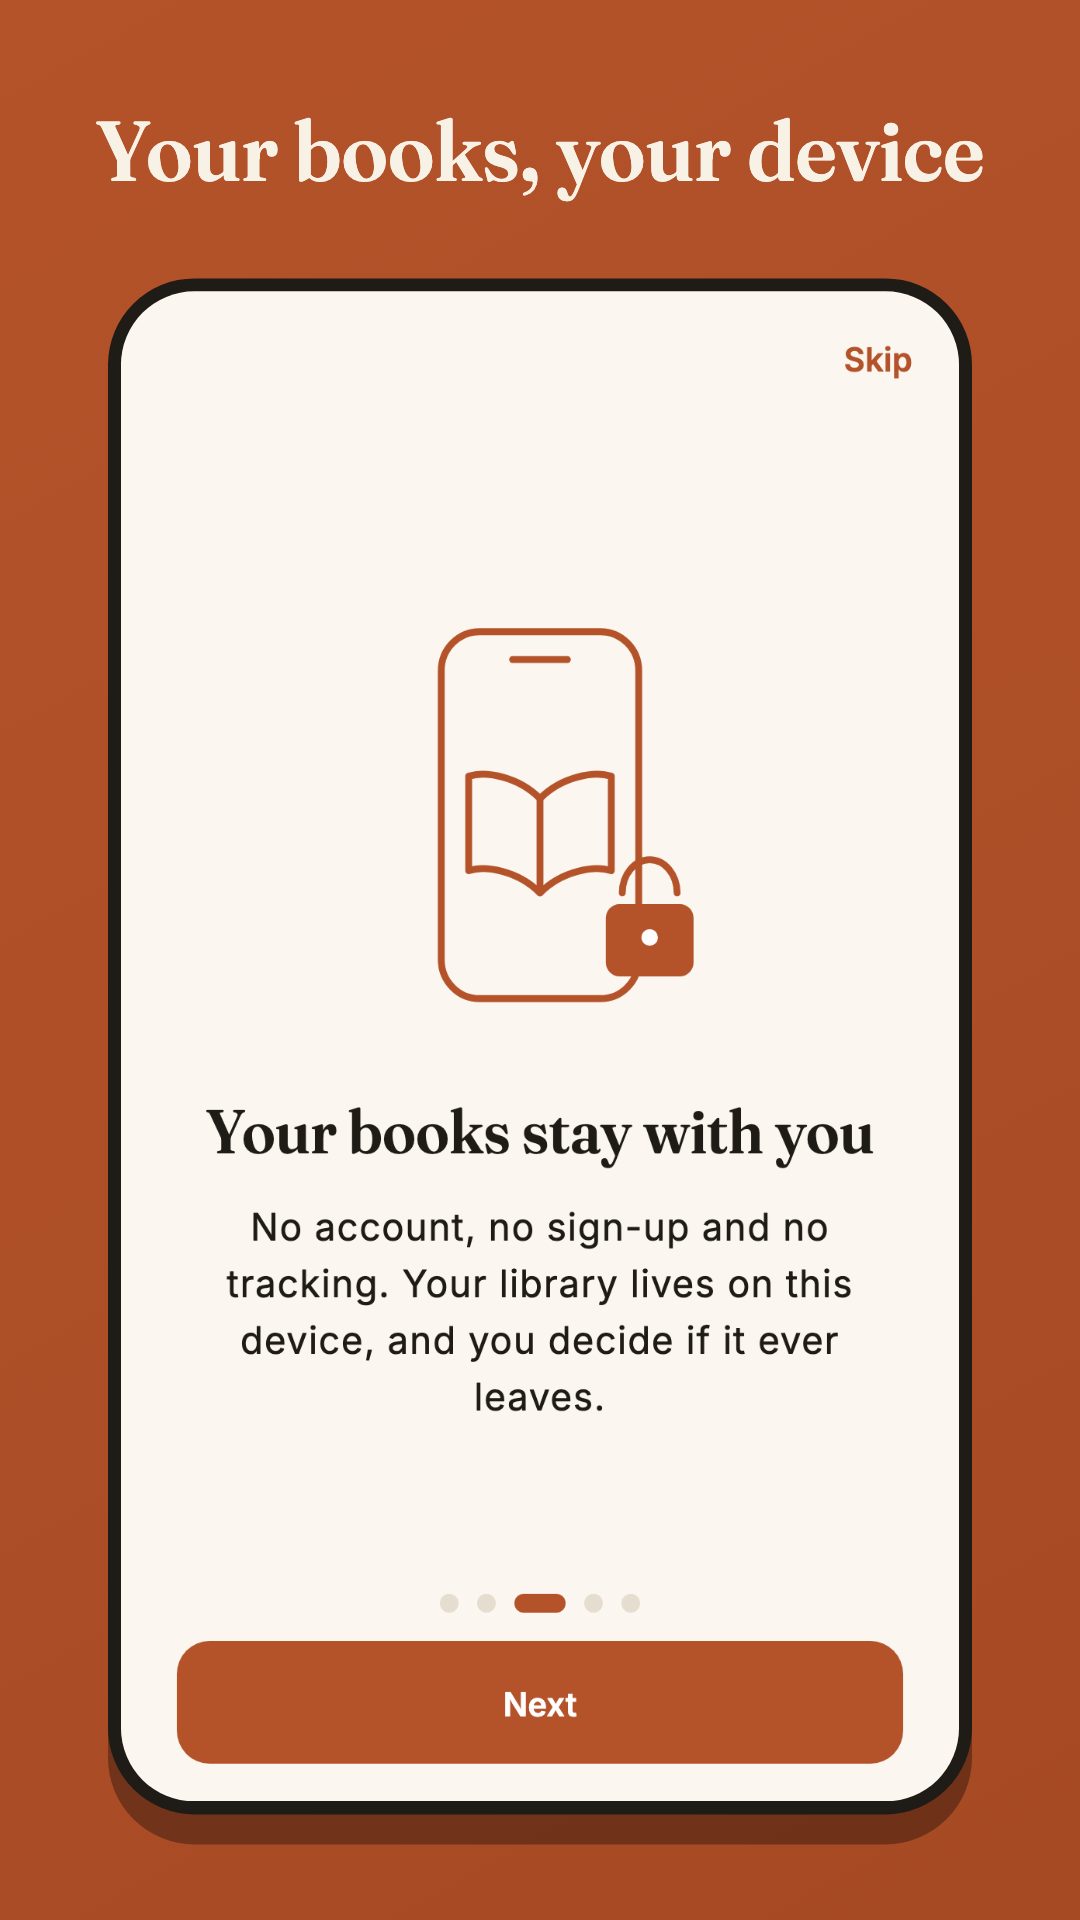 Your books, your device
Skip
Your books stay with you
No account, no sign-up and no
tracking. Your library lives on this
device, and you decide if it ever
leaves.
Next